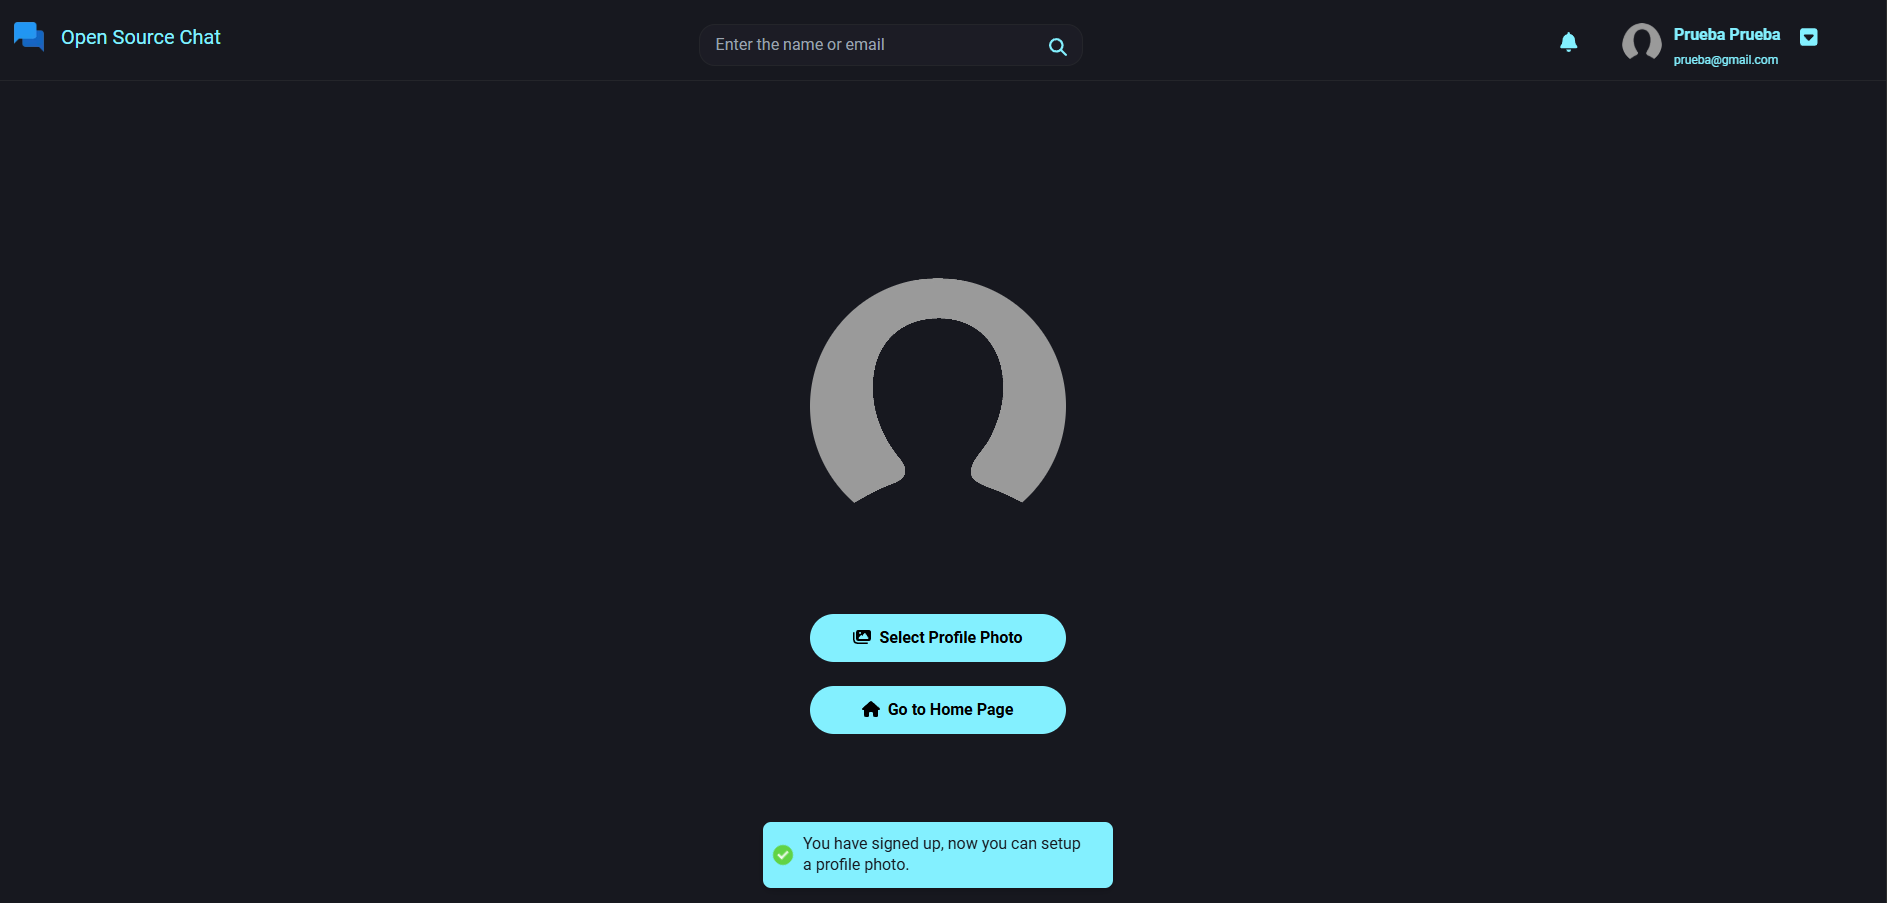 Open Source Chat
Enter the name or email
Prueba Prueba
prueba@gmail.com
Select Profile Photo
Go to Home Page
You have signed up, now you can setup
a profile photo.